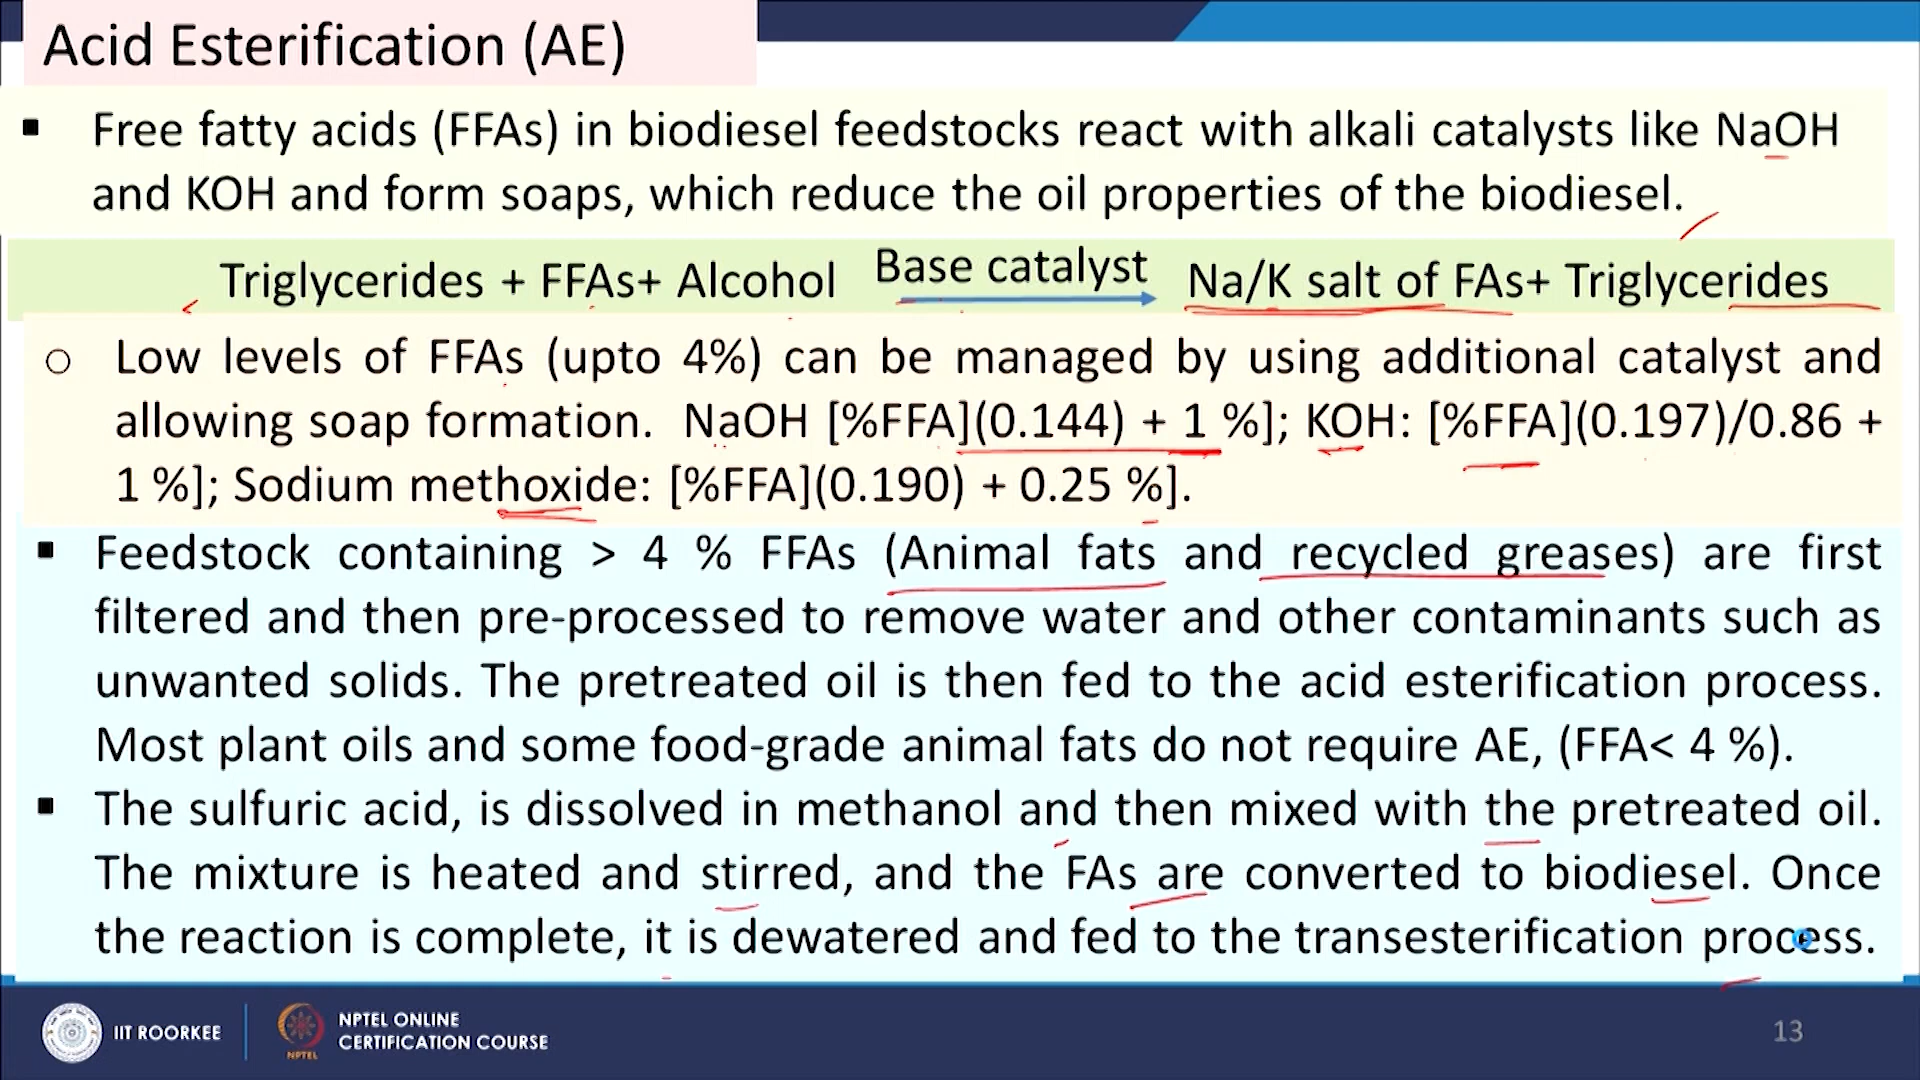 Acid Esterification (AE)
▪ Free fatty acids (FFAs) in biodiesel feedstocks react with alkali catalysts like NaOH
and KOH and form soaps, which reduce the oil properties of the biodiesel.
Triglycerides + FFAs+ Alcohol Base catalyst Na/K salt of FAs+ Triglycerides
○ Low levels of FFAs (upto 4%) can be managed by using additional catalyst and
allowing soap formation. NaOH [%FFA](0.144) + 1 %]; KOH: [%FFA](0.197)/0.86 +
1 %]; Sodium methoxide: [%FFA](0.190) + 0.25 %].
▪ Feedstock containing > 4 % FFAs (Animal fats and recycled greases) are first
filtered and then pre-processed to remove water and other contaminants such as
unwanted solids. The pretreated oil is then fed to the acid esterification process.
Most plant oils and some food-grade animal fats do not require AE, (FFA< 4 %).
▪ The sulfuric acid, is dissolved in methanol and then mixed with the pretreated oil.
The mixture is heated and stirred, and the FAs are converted to biodiesel. Once
the reaction is complete, it is dewatered and fed to the transesterification process.
IIT ROORKEE
NPTEL
NPTEL ONLINE
CERTIFICATION COURSE
13